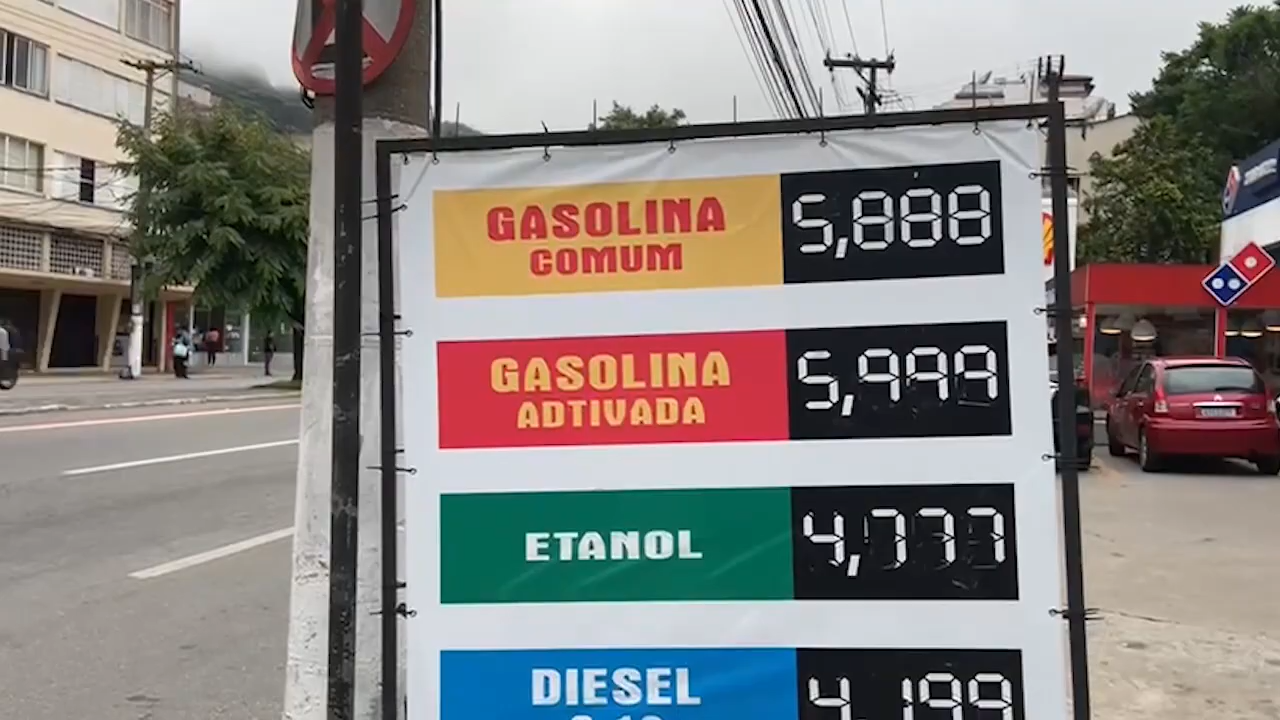 GASOLINA
COMUM
5,888
GASOLINA
ADTIVADA
5,999
ETANOL
4,777
DIESEL
4,199